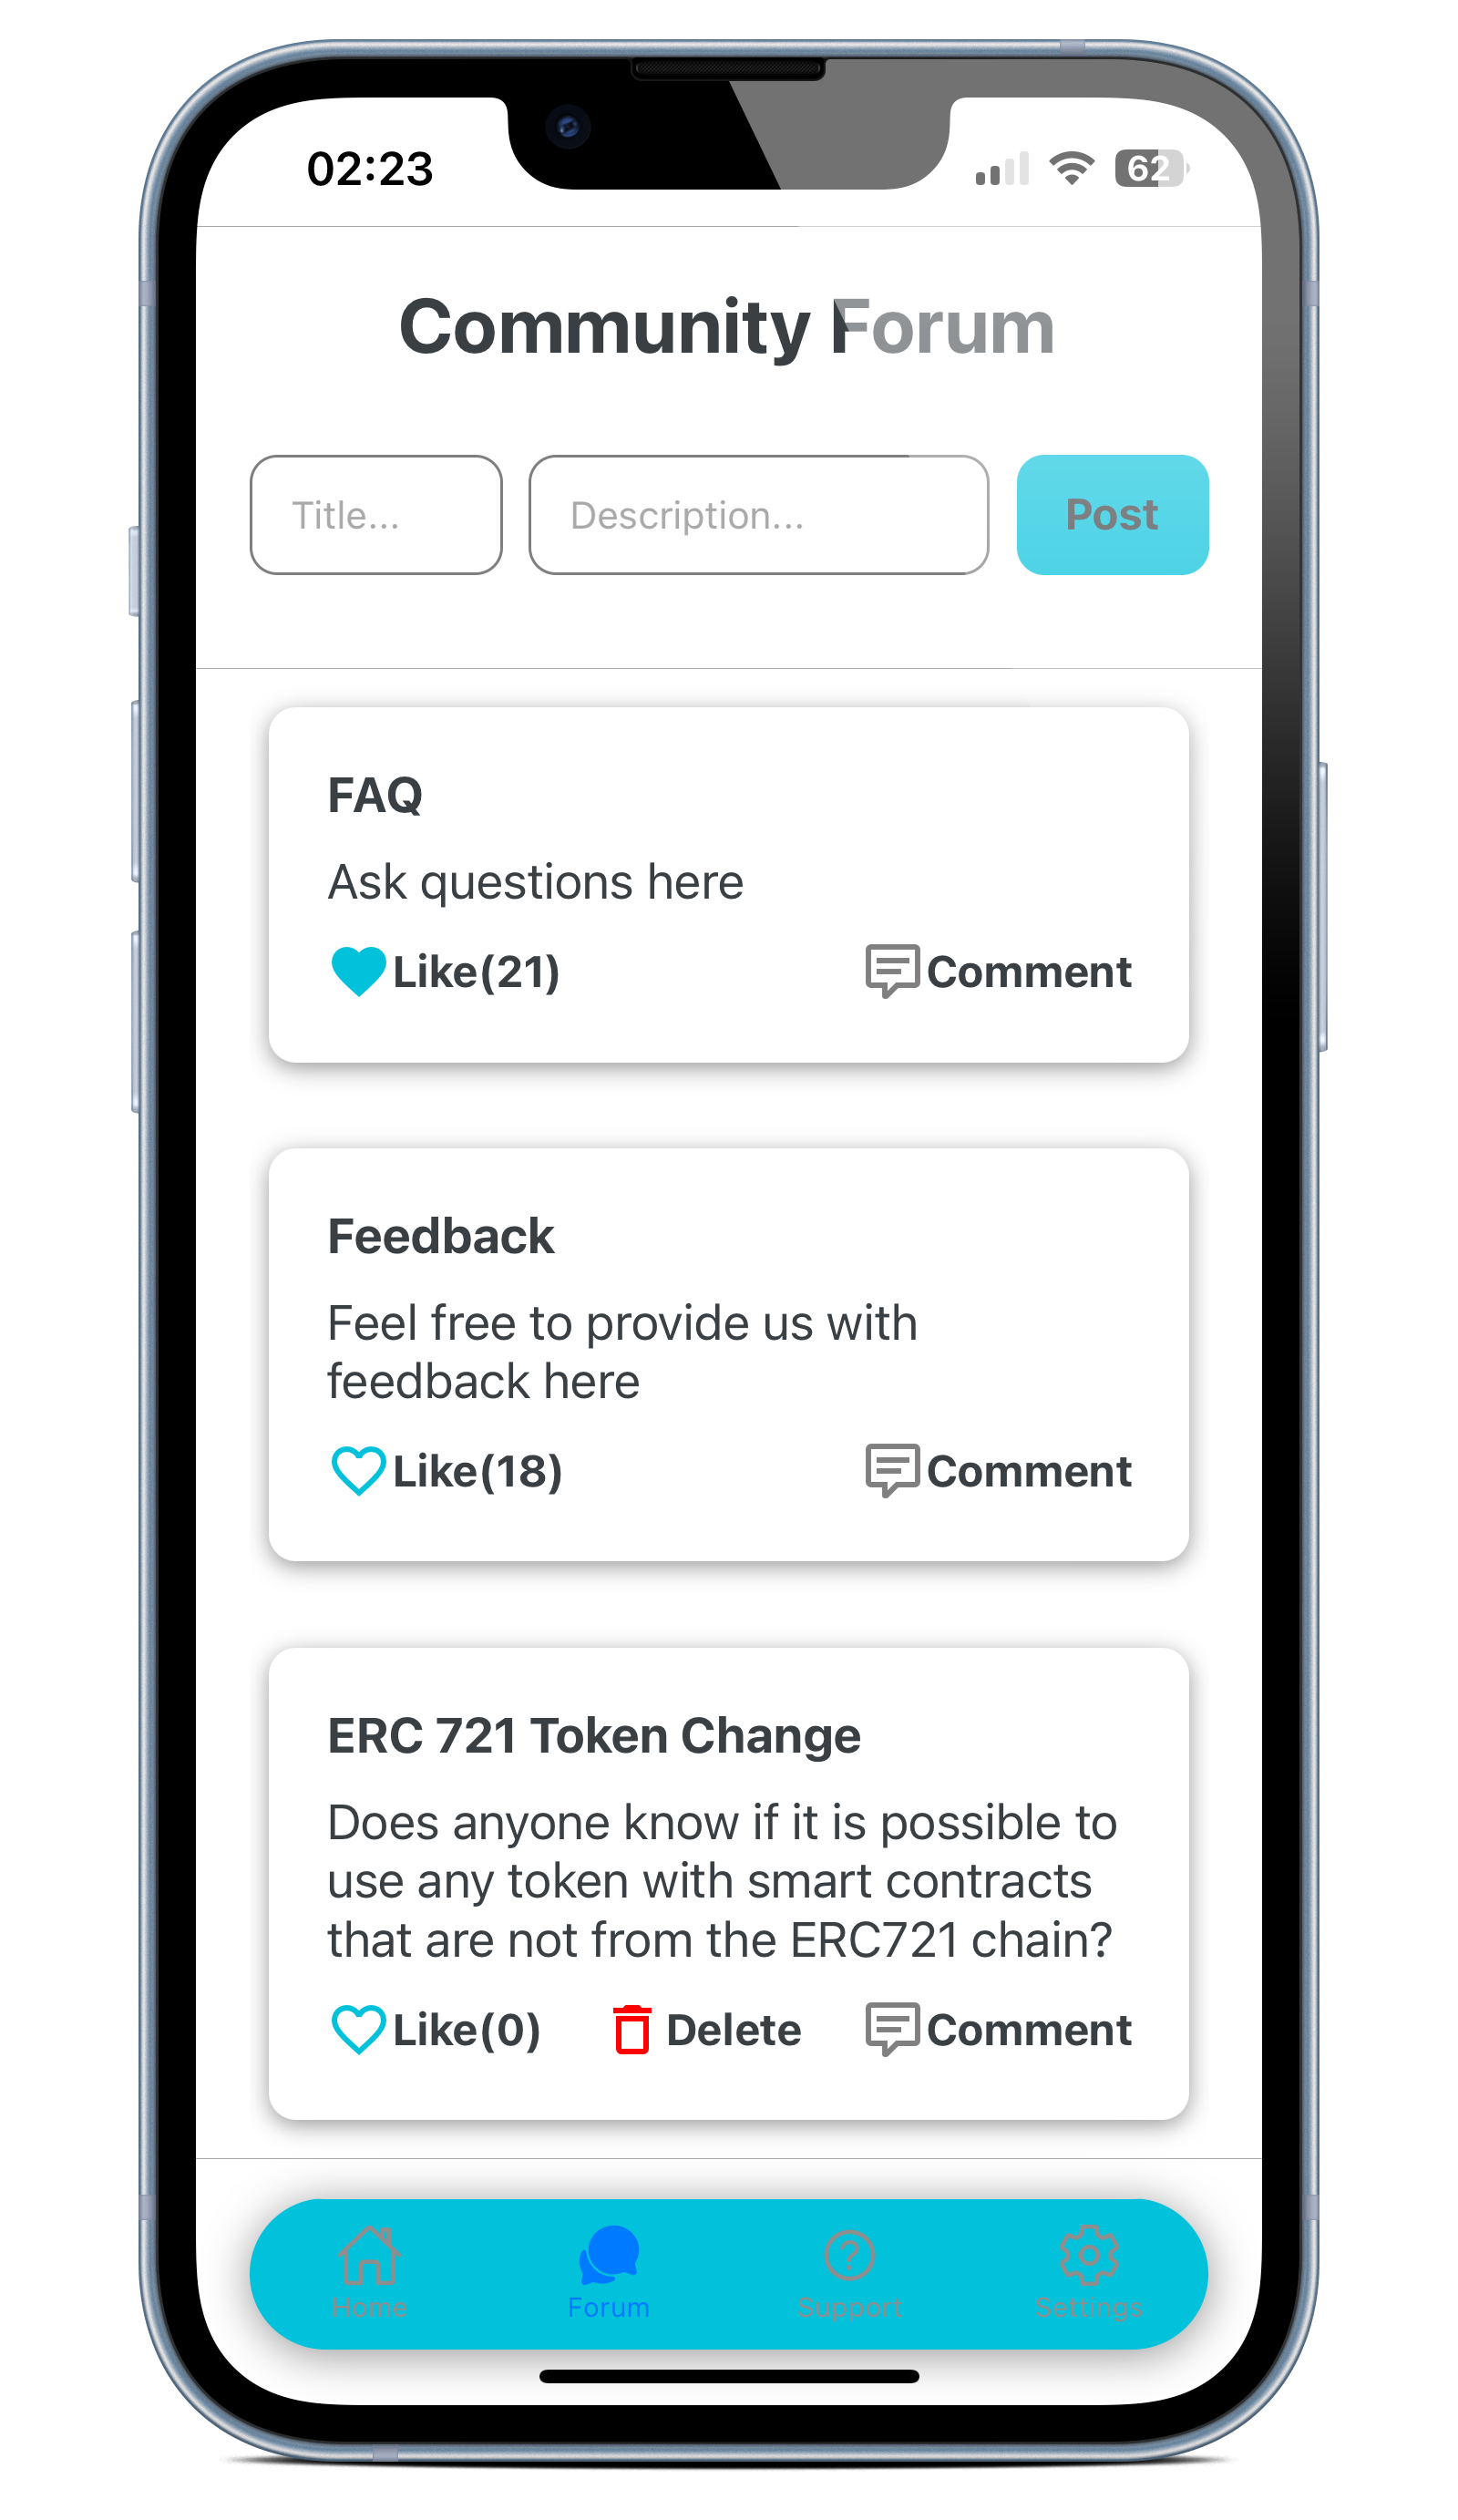 02:23
62
Community Forum
Title...
Description...
Post
FAQ
Ask questions here
Like(21)
Comment
Feedback
Feel free to provide us with
feedback here
Like(18)
Comment
ERC 721 Token Change
Does anyone know if it is possible to
use any token with smart contracts
that are not from the ERC721 chain?
Like(0)
Delete
Comment
Home
Forum
Support
Settings